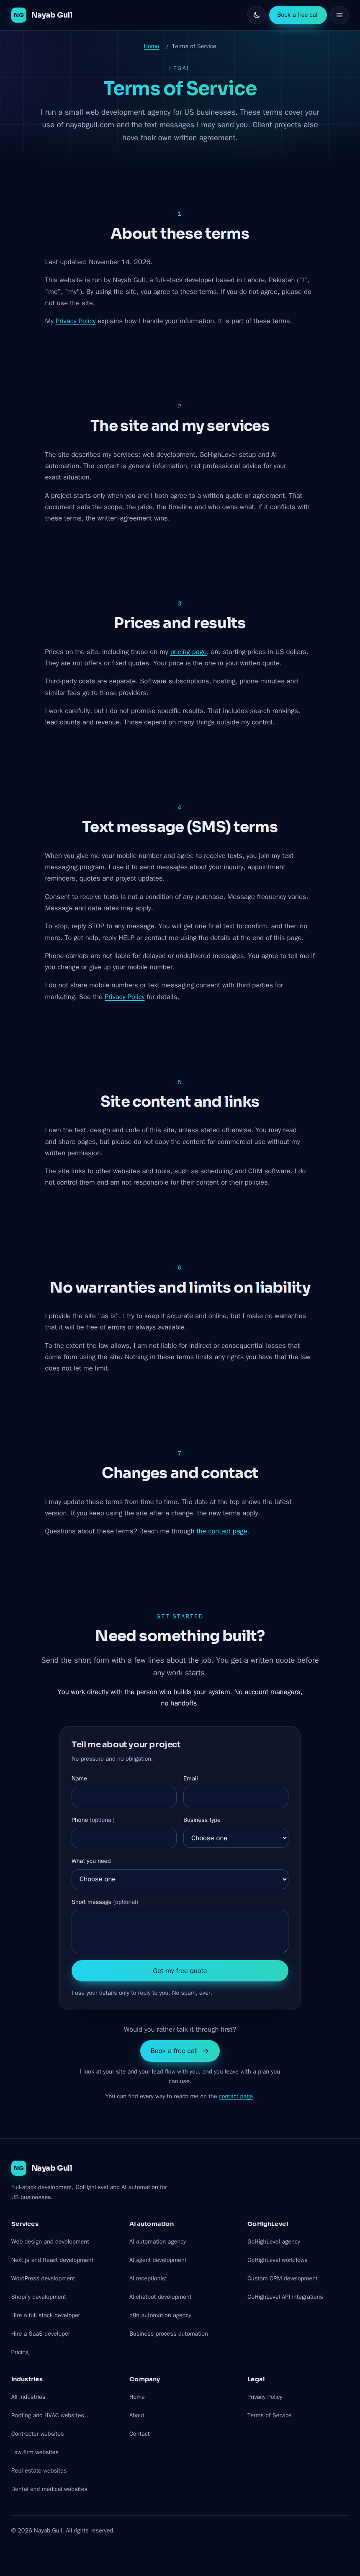 NG Nayab Gull
Book a free call
Home / Terms of Service
LEGAL
Terms of Service
I run a small web development agency for US businesses. These terms cover your
use of nayabgull.com and the text messages I may send you. Client projects also
have their own written agreement.
1
About these terms
Last updated: November 14, 2026.
This website is run by Nayab Gull, a full-stack developer based in Lahore, Pakistan ("I",
"me", "my"). By using the site, you agree to these terms. If you do not agree, please do
not use the site.
My Privacy Policy explains how I handle your information. It is part of these terms.
2
The site and my services
The site describes my services: web development, GoHighLevel setup and AI
automation. The content is general information, not professional advice for your
exact situation.
A project starts only when you and I both agree to a written quote or agreement. That
document sets the scope, the price, the timeline and who owns what. If it conflicts with
these terms, the written agreement wins.
3
Prices and results
Prices on the site, including those on my pricing page, are starting prices in US dollars.
They are not offers or fixed quotes. Your price is the one in your written quote.
Third-party costs are separate. Software subscriptions, hosting, phone minutes and
similar fees go to those providers.
I work carefully, but I do not promise specific results. That includes search rankings,
lead counts and revenue. Those depend on many things outside my control.
4
Text message (SMS) terms
When you give me your mobile number and agree to receive texts, you join my text
messaging program. I use it to send messages about your inquiry, appointment
reminders, quotes and project updates.
Consent to receive texts is not a condition of any purchase. Message frequency varies.
Message and data rates may apply.
To stop, reply STOP to any message. You will get one final text to confirm, and then no
more. To get help, reply HELP or contact me using the details at the end of this page.
Phone carriers are not liable for delayed or undelivered messages. You agree to tell me if
you change or give up your mobile number.
I do not share mobile numbers or text messaging consent with third parties for
marketing. See the Privacy Policy for details.
5
Site content and links
I own the text, design and code of this site, unless stated otherwise. You may read
and share pages, but please do not copy the content for commercial use without my
written permission.
The site links to other websites and tools, such as scheduling and CRM software. I do
not control them and am not responsible for their content or their policies.
6
No warranties and limits on liability
I provide the site "as is". I try to keep it accurate and online, but I make no warranties
that it will be free of errors or always available.
To the extent the law allows, I am not liable for indirect or consequential losses that
come from using the site. Nothing in these terms limits any rights you have that the law
does not let me limit.
7
Changes and contact
I may update these terms from time to time. The date at the top shows the latest
version. If you keep using the site after a change, the new terms apply.
Questions about these terms? Reach me through the contact page.
GET STARTED
Need something built?
Send the short form with a few lines about the job. You get a written quote before
any work starts.
You work directly with the person who builds your system. No account managers,
no handoffs.
Tell me about your project
No pressure and no obligation.
Name Email
Phone (optional) Business type
Choose one
What you need
Choose one
Short message (optional)
Get my free quote
I use your details only to reply to you. No spam, ever.
Would you rather talk it through first?
Book a free call →
I look at your site and your lead flow with you, and you leave with a plan you
can use.
You can find every way to reach me on the contact page.
NG Nayab Gull
Full-stack development, GoHighLevel and AI automation for
US businesses.
Services
Web design and development
Next.js and React development
WordPress development
Shopify development
Hire a full stack developer
Hire a SaaS developer
Pricing
AI automation
AI automation agency
AI agent development
AI receptionist
AI chatbot development
n8n automation agency
Business process automation
GoHighLevel
GoHighLevel agency
GoHighLevel workflows
Custom CRM development
GoHighLevel API integrations
Industries
All industries
Roofing and HVAC websites
Contractor websites
Law firm websites
Real estate websites
Dental and medical websites
Company
Home
About
Contact
Legal
Privacy Policy
Terms of Service
© 2026 Nayab Gull. All rights reserved.